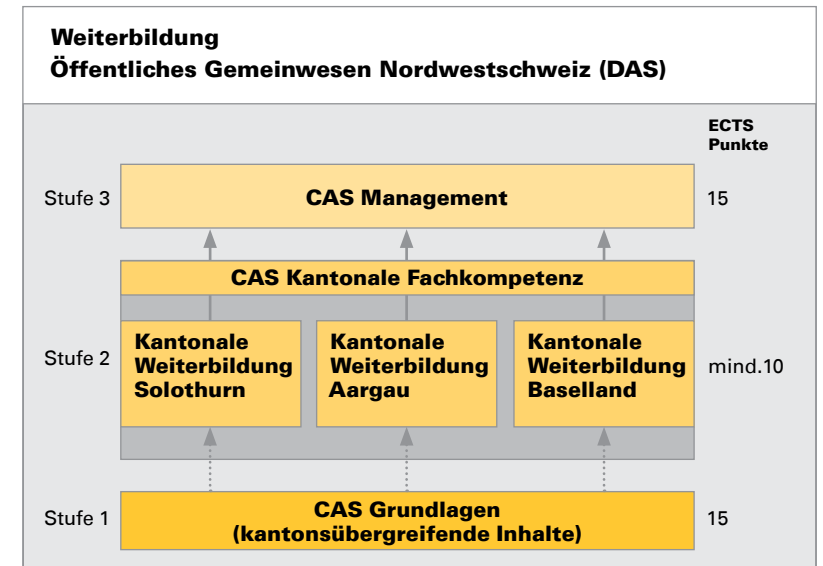 Weiterbildung
Öffentliches Gemeinwesen Nordwestschweiz (DAS)
ECTS
Punkte
Stufe 3
CAS Management
15
CAS Kantonale Fachkompetenz
Stufe 2
Kantonale
Weiterbildung
Solothurn
Kantonale
Weiterbildung
Aargau
Kantonale
Weiterbildung
Baselland
mind.10
Stufe 1
CAS Grundlagen
(kantonsübergreifende Inhalte)
15